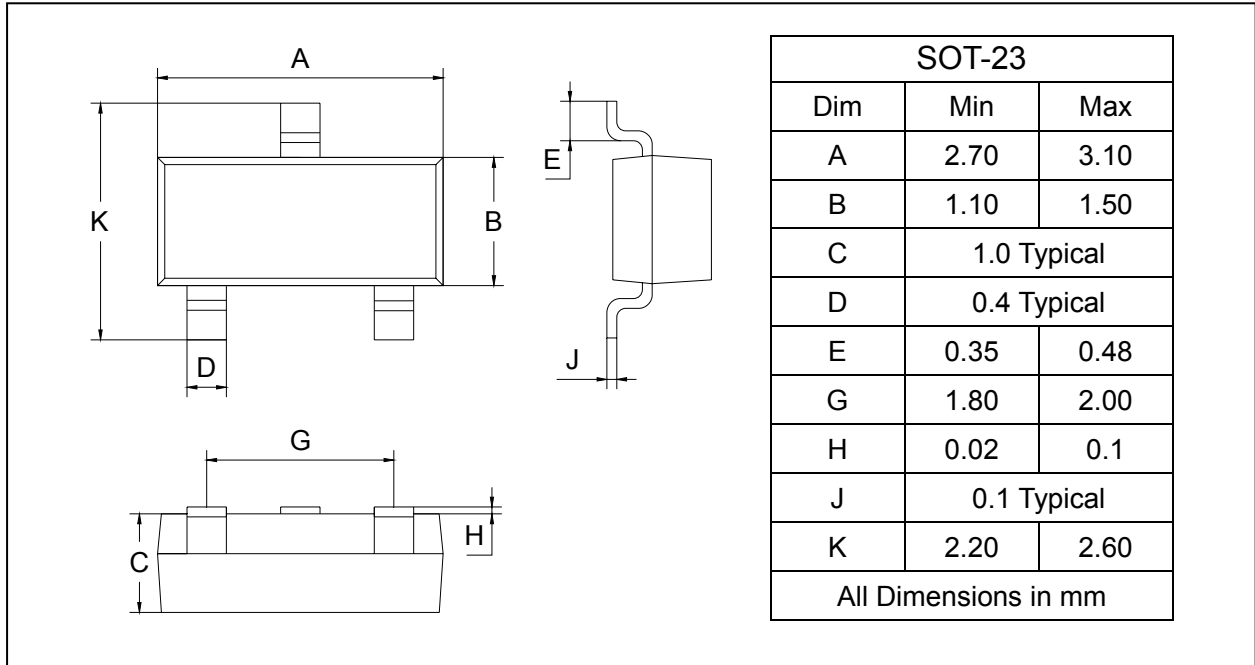 A
K
B
D
E
J
G
C
H
SOT-23
Dim Min Max
A 2.70 3.10
B 1.10 1.50
C 1.0 Typical
D 0.4 Typical
E 0.35 0.48
G 1.80 2.00
H 0.02 0.1
J 0.1 Typical
K 2.20 2.60
All Dimensions in mm